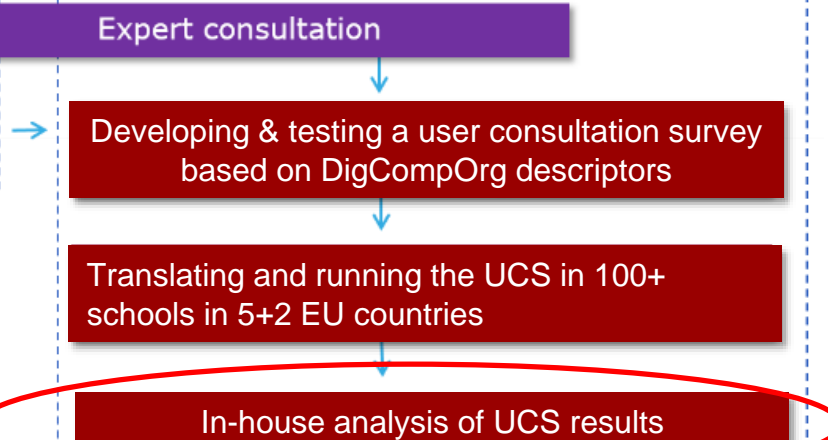 Expert consultation
Developing & testing a user consultation survey
based on DigCompOrg descriptors
Translating and running the UCS in 100+
schools in 5+2 EU countries
In-house analysis of UCS results